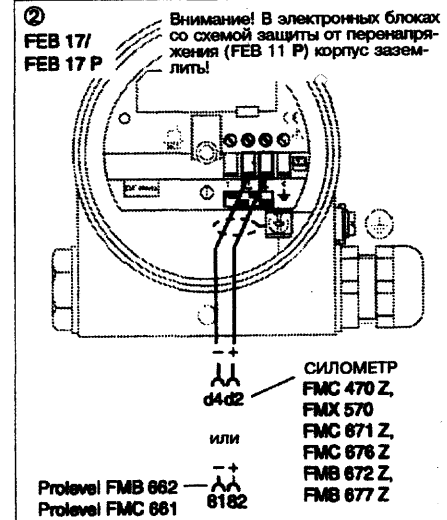 ②
FEB 17/
FEB 17 P
Внимание! В электронных блоках
со схемой защиты от перенапря-
жения (FEB 11 P) корпус зазем-
лить!
- +
d4d2
или
- +
8182
СИЛОМЕТР
FMC 470 Z,
FMX 570
FMC 671 Z,
FMC 676 Z
FMB 672 Z,
FMB 677 Z
Prolevel FMB 662
Prolevel FMC 661